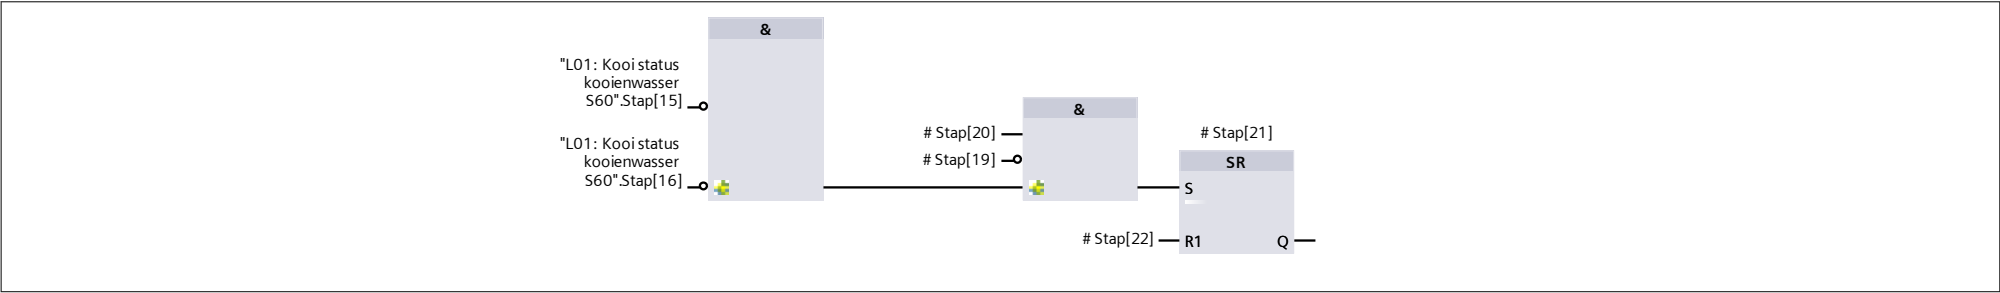 &
"L01: Kooi status
kooienwasser
S60".Stap[15]
"L01: Kooi status
kooienwasser
S60".Stap[16]
&
# Stap[20]
# Stap[19]
# Stap[21]
SR
S
# Stap[22]
R1
Q